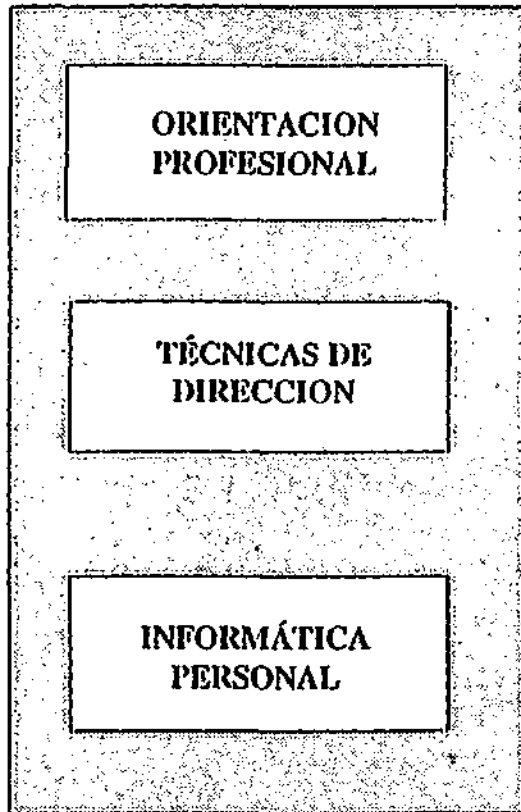 ORIENTACION
PROFESIONAL
TÉCNICAS DE
DIRECCION
INFORMÁTICA
PERSONAL